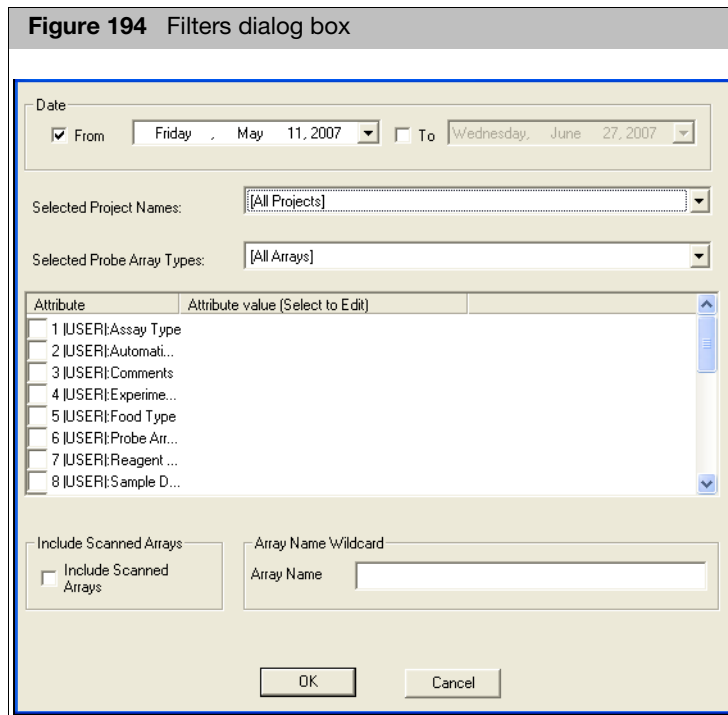 Figure 194 Filters dialog box
Date
From Friday , May 11, 2007 To Wednesday, June 27, 2007
Selected Project Names: [All Projects]
Selected Probe Array Types: [All Arrays]
Attribute Attribute value (Select to Edit)
1 |USER|:Assay Type
2 |USER|:Automati...
3 |USER|:Comments
4 |USER|:Experime...
5 |USER|:Food Type
6 |USER|:Probe Arr...
7 |USER|:Reagent ...
8 |USER|:Sample D...
Include Scanned Arrays Array Name Wildcard
Include Scanned
Arrays
Array Name
OK Cancel